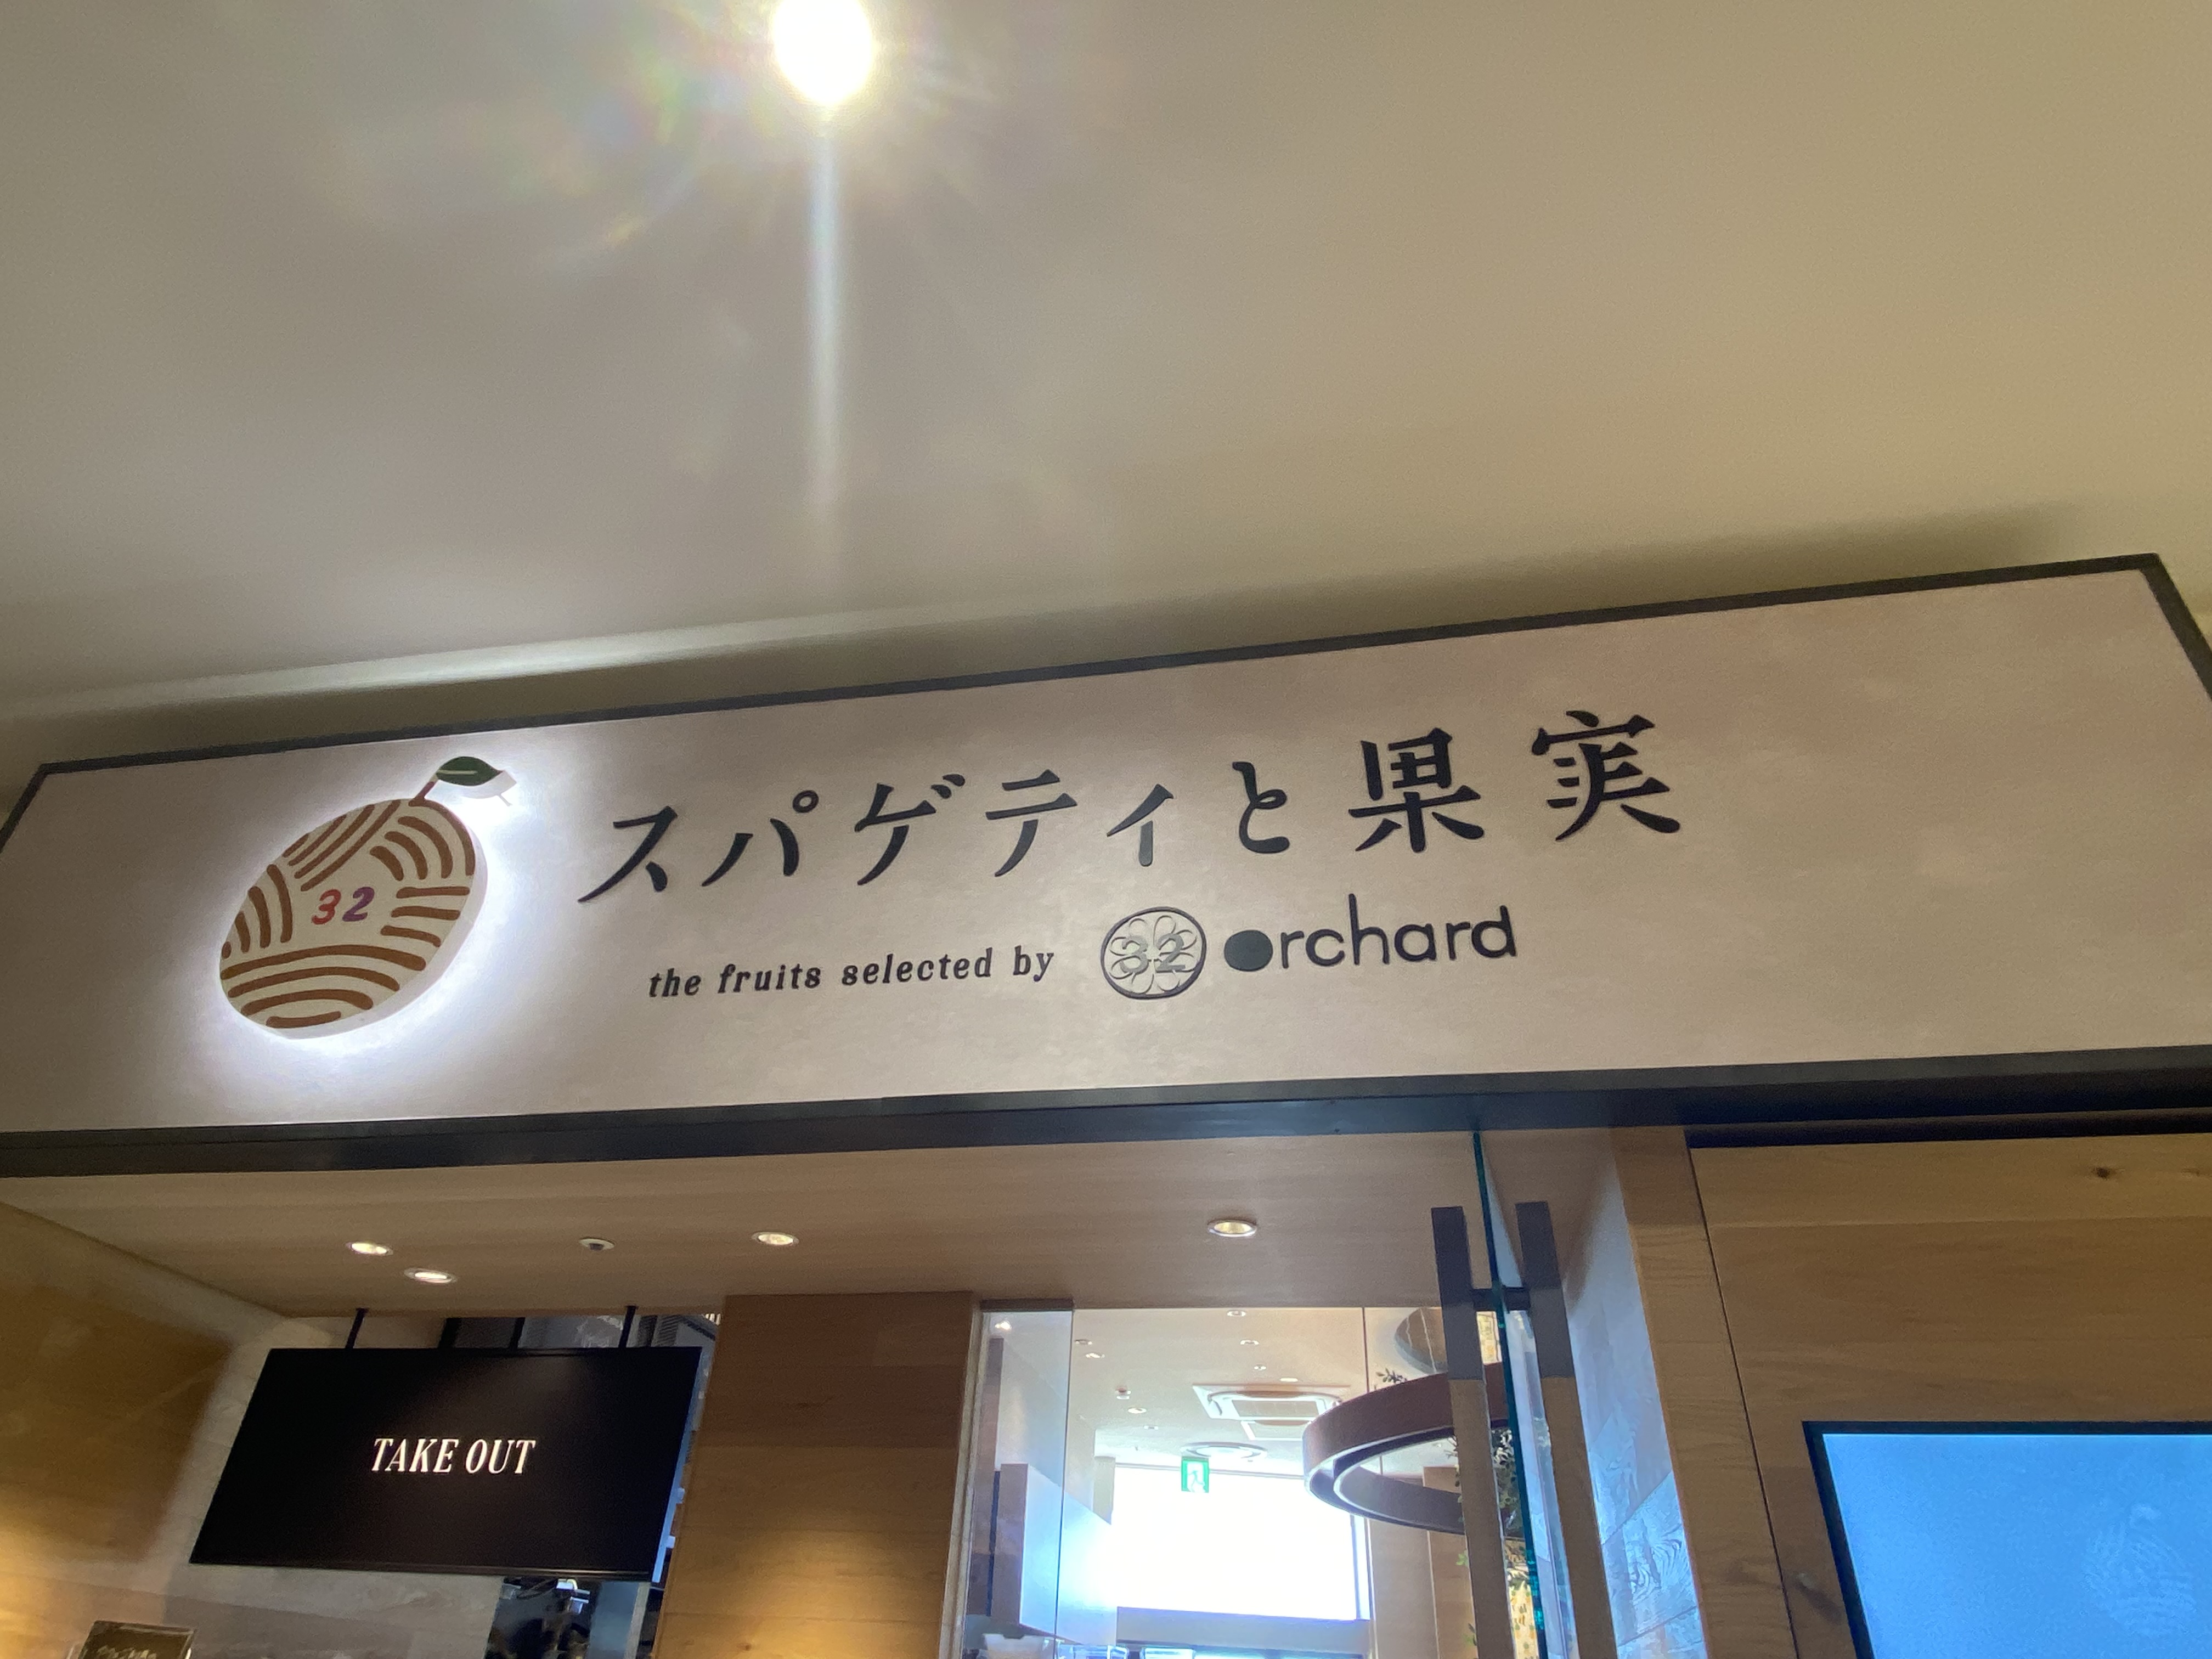 32
スパゲティと果実
the fruits selected by 32 orchard
TAKE OUT